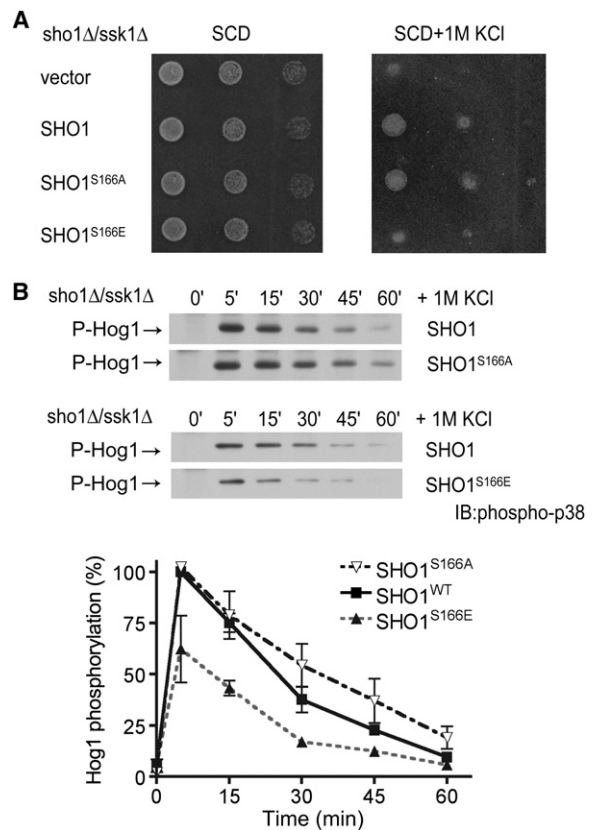 A
sho1Δ/ssk1Δ SCD SCD+1M KCl
vector
SHO1
SHO1S166A
SHO1S166E
B
sho1Δ/ssk1Δ 0' 5' 15' 30' 45' 60' + 1M KCl
P-Hog1→ SHO1
P-Hog1→ SHO1S166A
sho1Δ/ssk1Δ 0' 5' 15' 30' 45' 60' + 1M KCl
P-Hog1→ SHO1
P-Hog1→ SHO1S166E
IB:phospho-p38
Hog1 phosphorylation (%)
100
75
50
25
0
SHO1S166A
SHO1WT
SHO1S166E
0 15 30 45 60
Time (min)